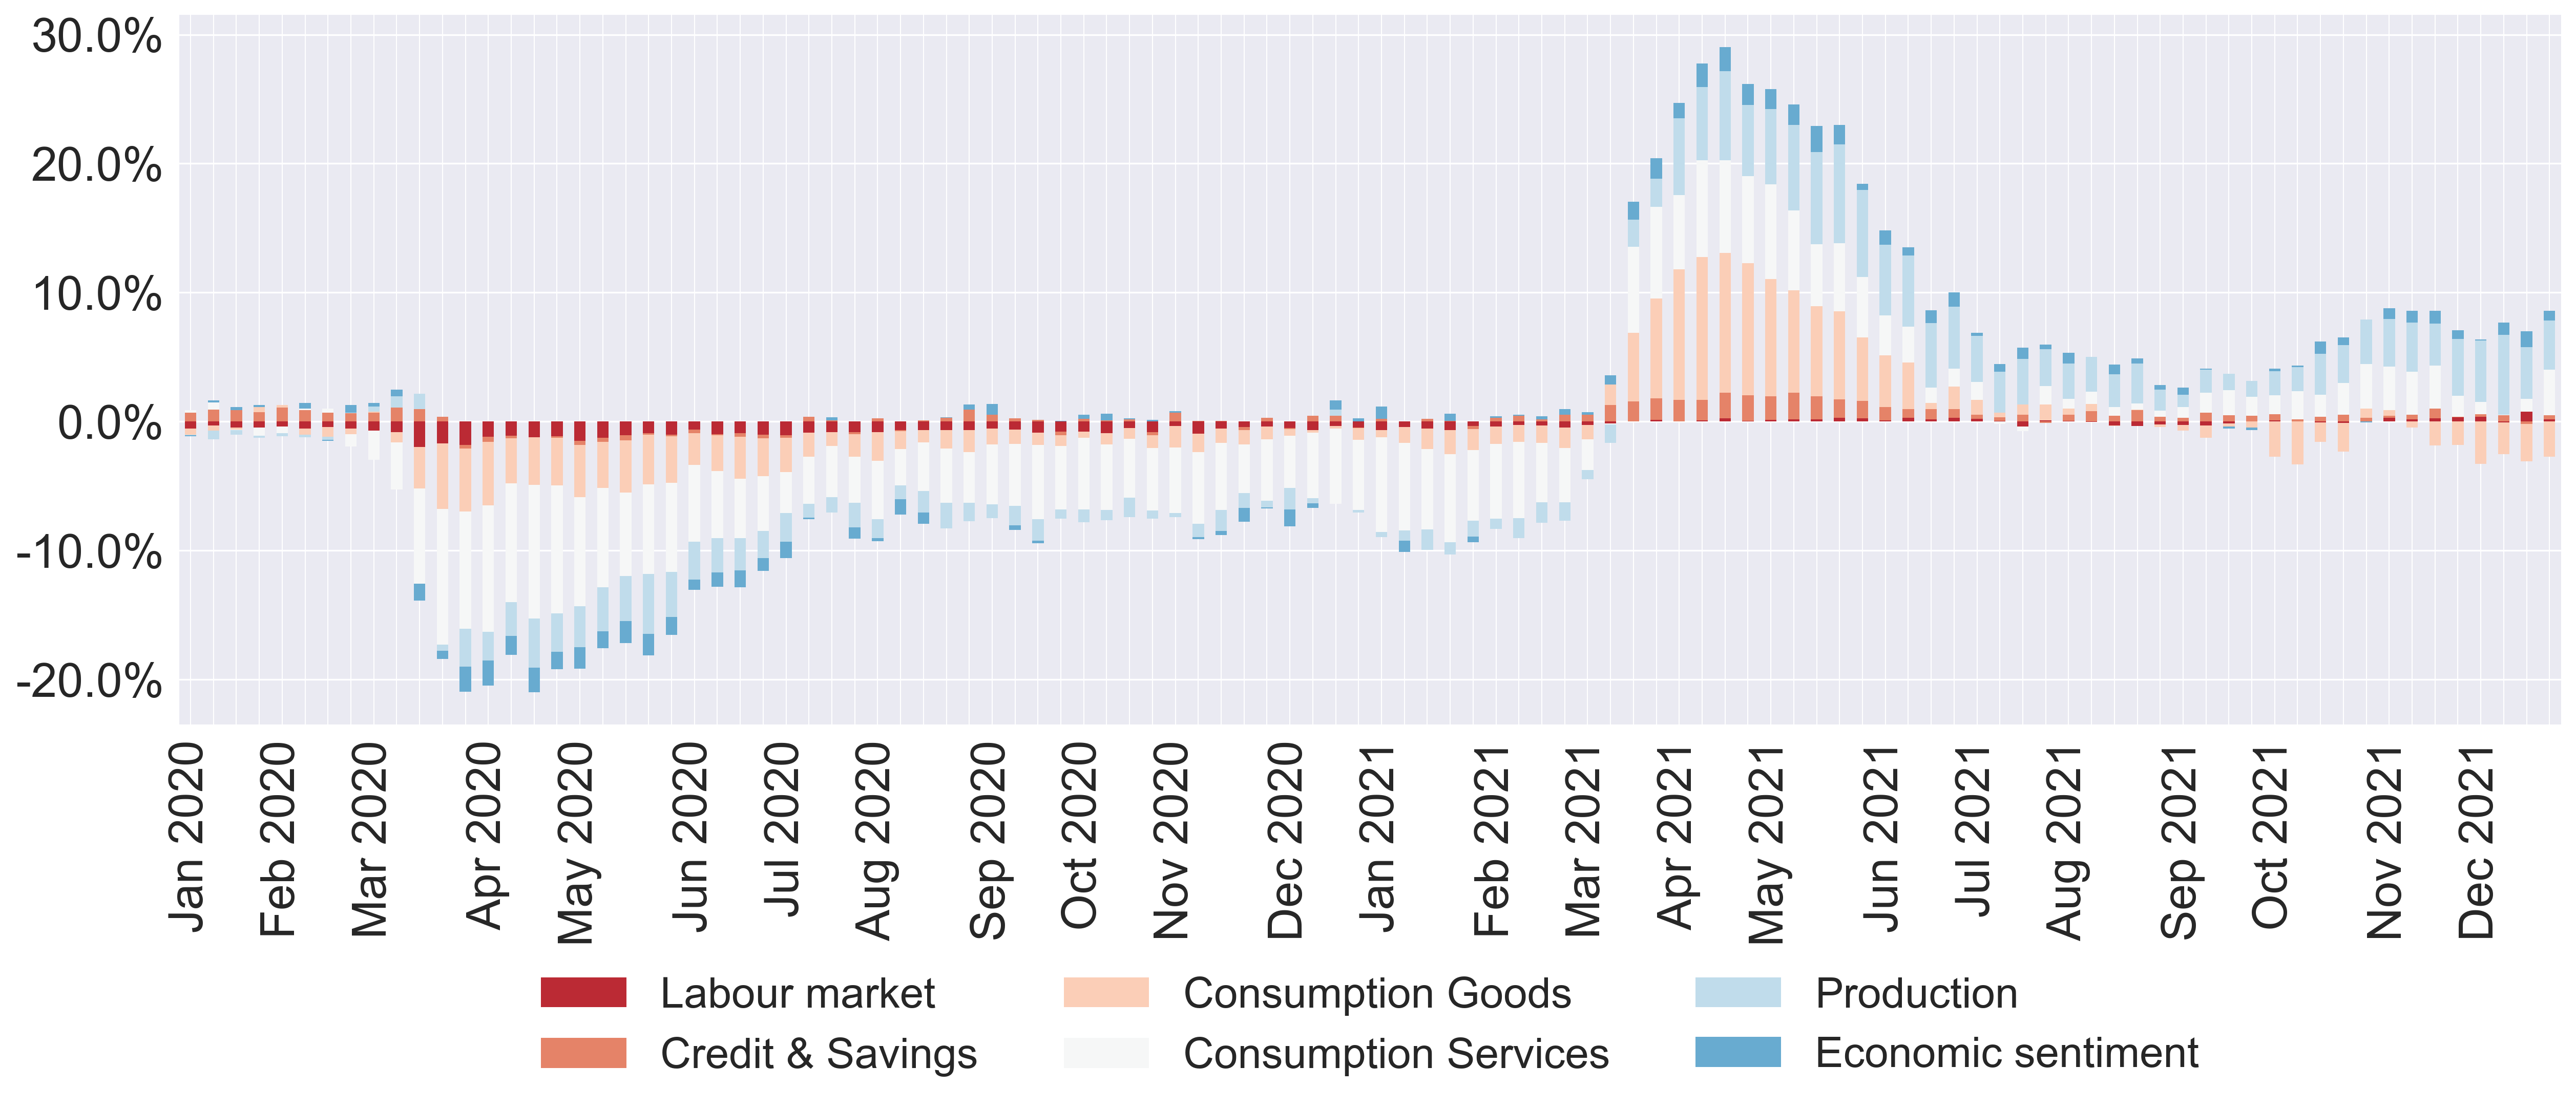 30.0%
20.0%
10.0%
0.0%
-10.0%
-20.0%
Jan 2020
Feb 2020
Mar 2020
Apr 2020
May 2020
Jun 2020
Jul 2020
Aug 2020
Sep 2020
Oct 2020
Nov 2020
Dec 2020
Jan 2021
Feb 2021
Mar 2021
Apr 2021
May 2021
Jun 2021
Jul 2021
Aug 2021
Sep 2021
Oct 2021
Nov 2021
Dec 2021
Labour market
Credit & Savings
Consumption Goods
Consumption Services
Production
Economic sentiment